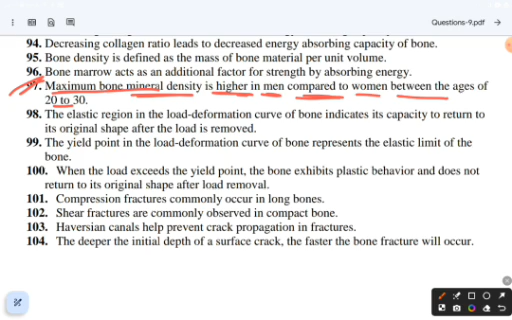 Questions-9.pdf
94. Decreasing collagen ratio leads to decreased energy absorbing capacity of bone.
95. Bone density is defined as the mass of bone material per unit volume.
96. Bone marrow acts as an additional factor for strength by absorbing energy.
97. Maximum bone mineral density is higher in men compared to women between the ages of
20 to 30.
98. The elastic region in the load-deformation curve of bone indicates its capacity to return to
its original shape after the load is removed.
99. The yield point in the load-deformation curve of bone represents the elastic limit of the
bone.
100. When the load exceeds the yield point, the bone exhibits plastic behavior and does not
return to its original shape after load removal.
101. Compression fractures commonly occur in long bones.
102. Shear fractures are commonly observed in compact bone.
103. Haversian canals help prevent crack propagation in fractures.
104. The deeper the initial depth of a surface crack, the faster the bone fracture will occur.